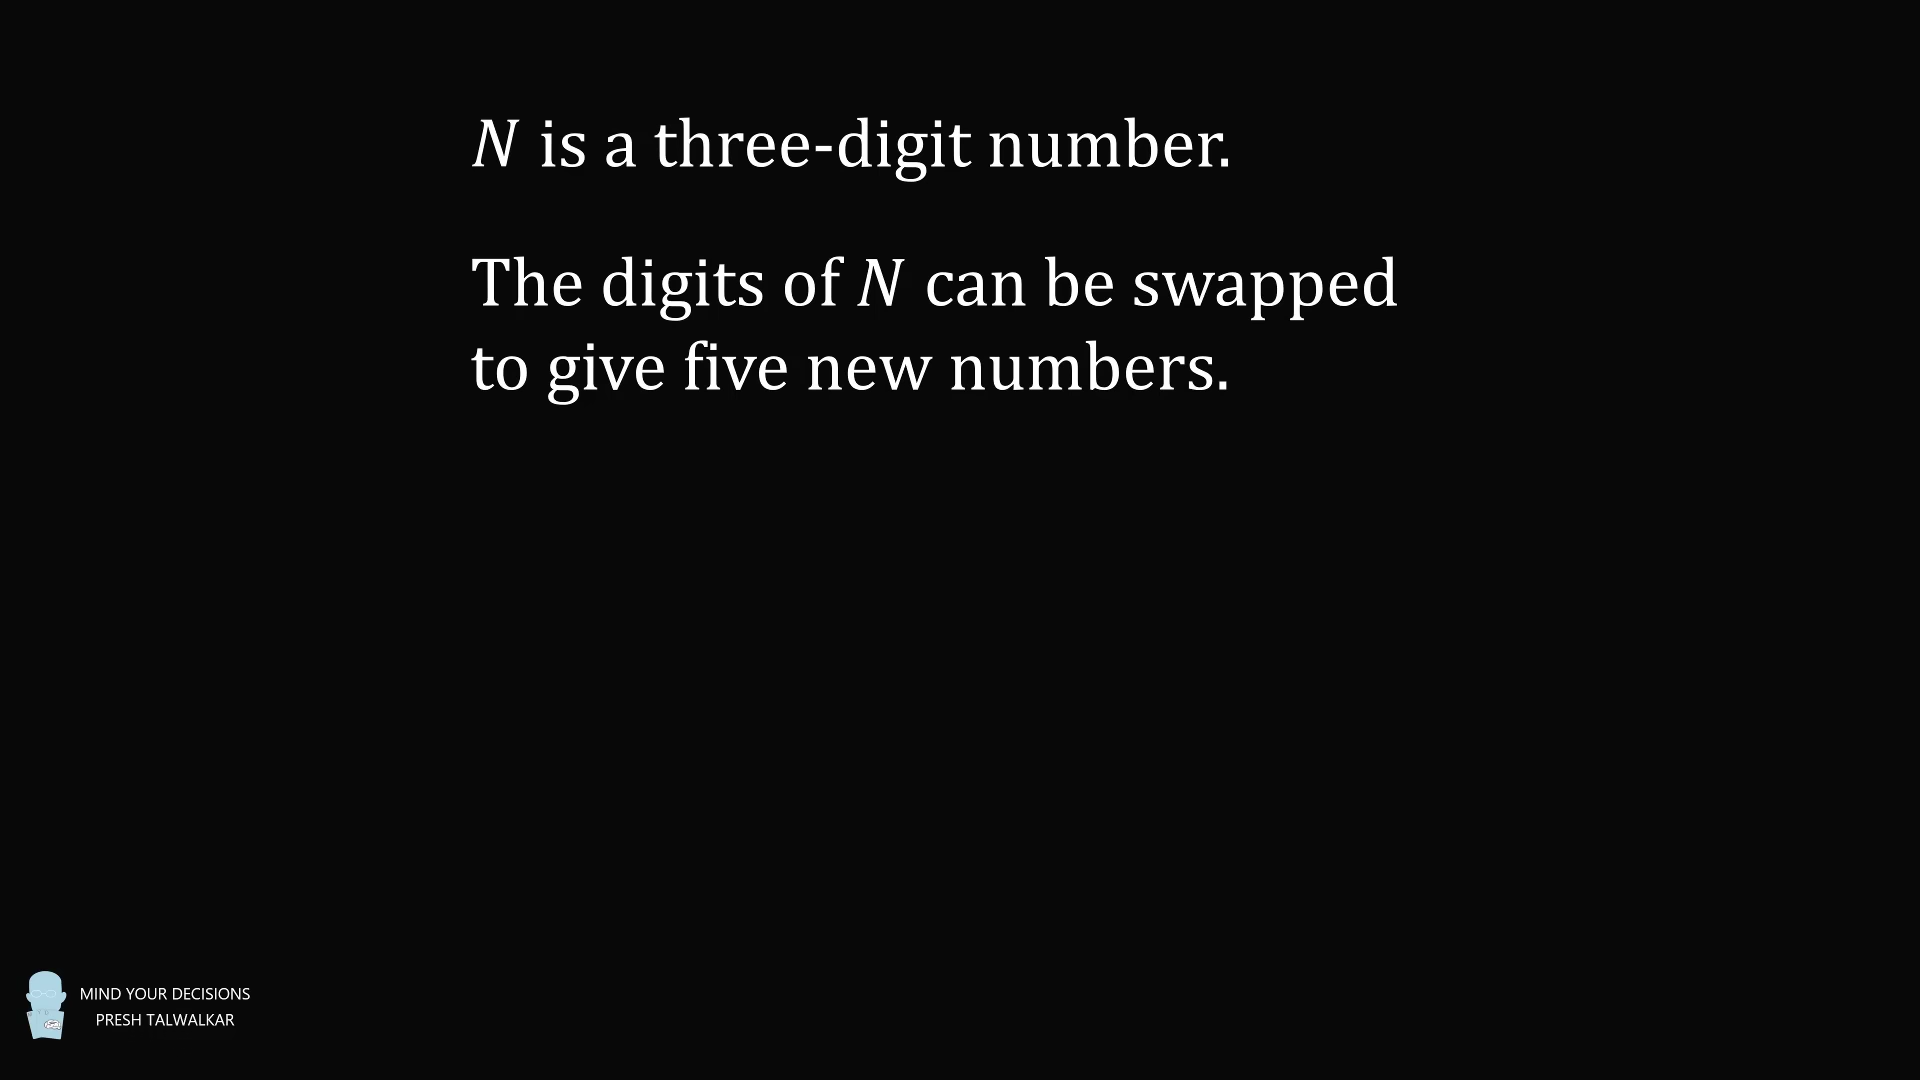 N is a three-digit number.
The digits of N can be swapped
to give five new numbers.
MIND YOUR DECISIONS
PRESH TALWALKAR